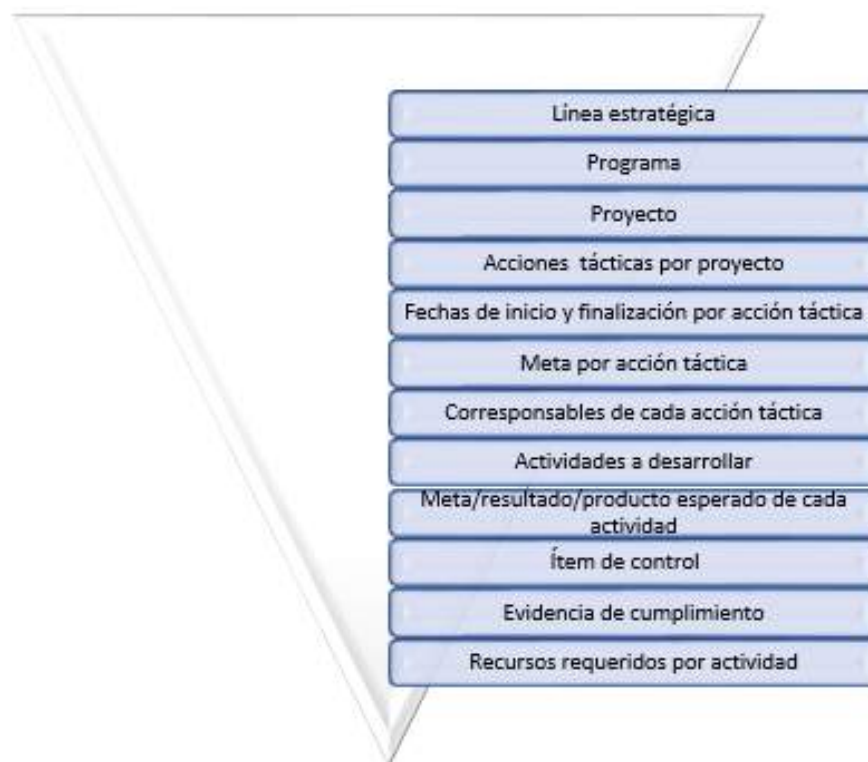 Línea estratégica
Programa
Proyecto
Acciones tácticas por proyecto
Fechas de inicio y finalización por acción táctica
Meta por acción táctica
Corresponsables de cada acción táctica
Actividades a desarrollar
Meta/resultado/producto esperado de cada
actividad
Ítem de control
Evidencia de cumplimiento
Recursos requeridos por actividad